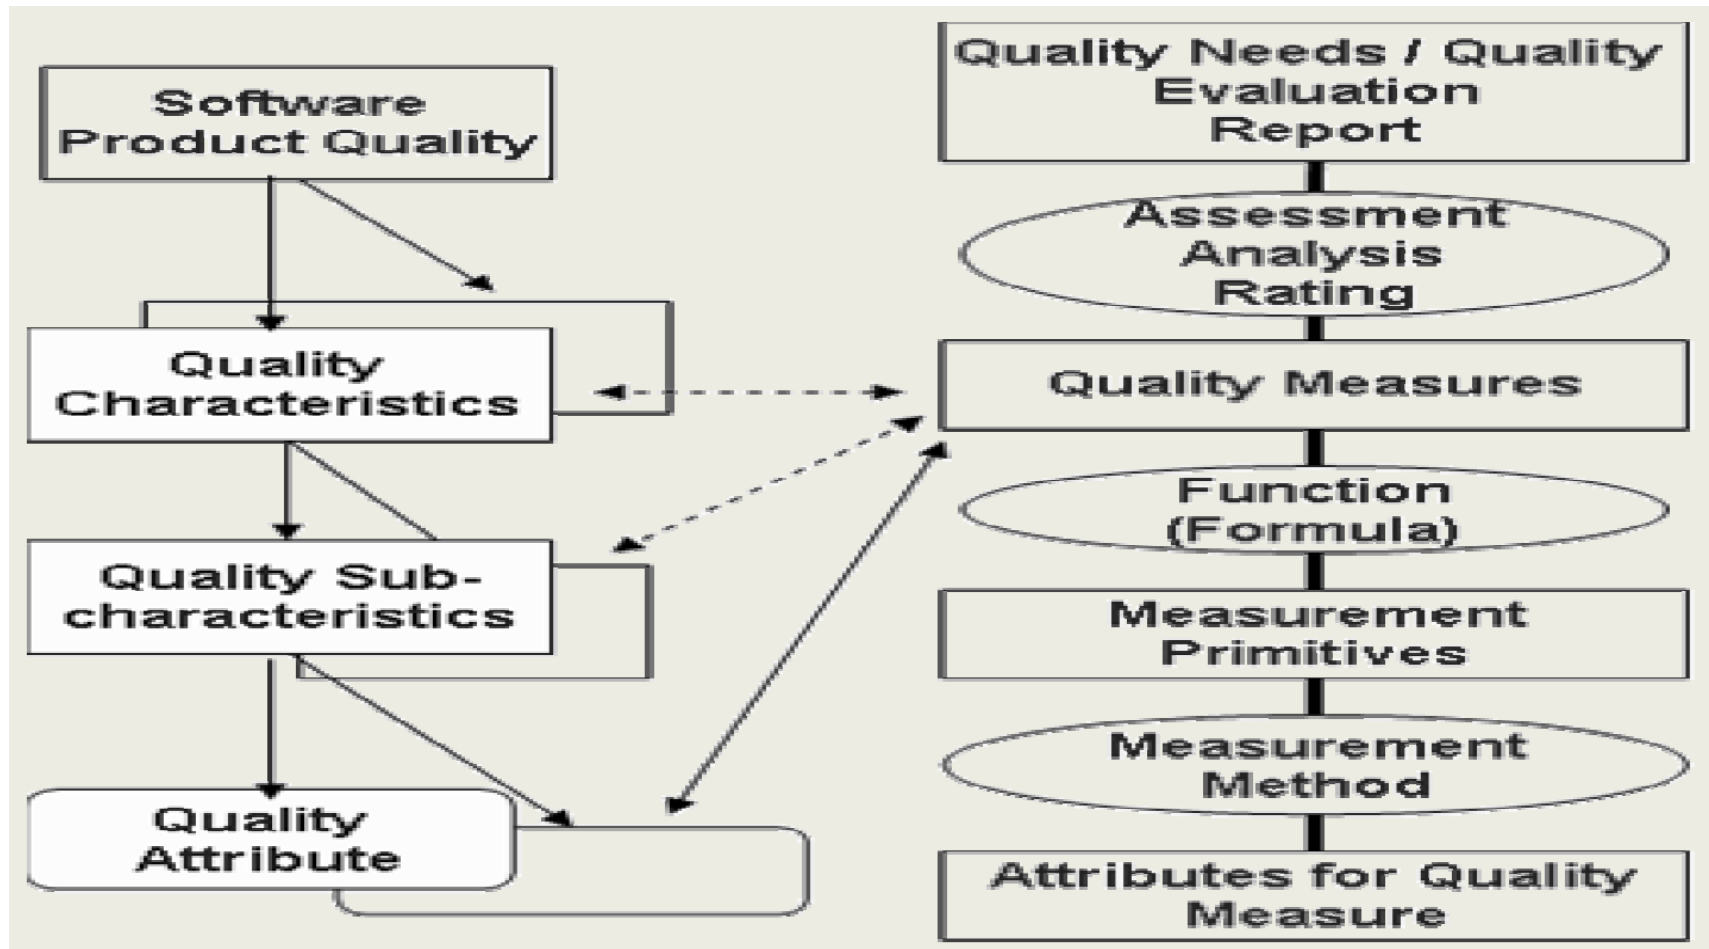 Software
Product Quality
Quality
Characteristics
Quality Sub-
characteristics
Quality
Attribute
Quality Needs / Quality
Evaluation
Report
Assessment
Analysis
Rating
Quality Measures
Function
(Formula)
Measurement
Primitives
Measurement
Method
Attributes for Quality
Measure